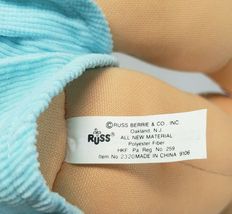 © RUSS BERRIE & CO., INC.
Oakland, N.J.
RUSS®
ALL NEW MATERIAL
Polyester Fiber
HKF: Pa. Reg. No. 259
Item No. 2320 MADE IN CHINA 9106